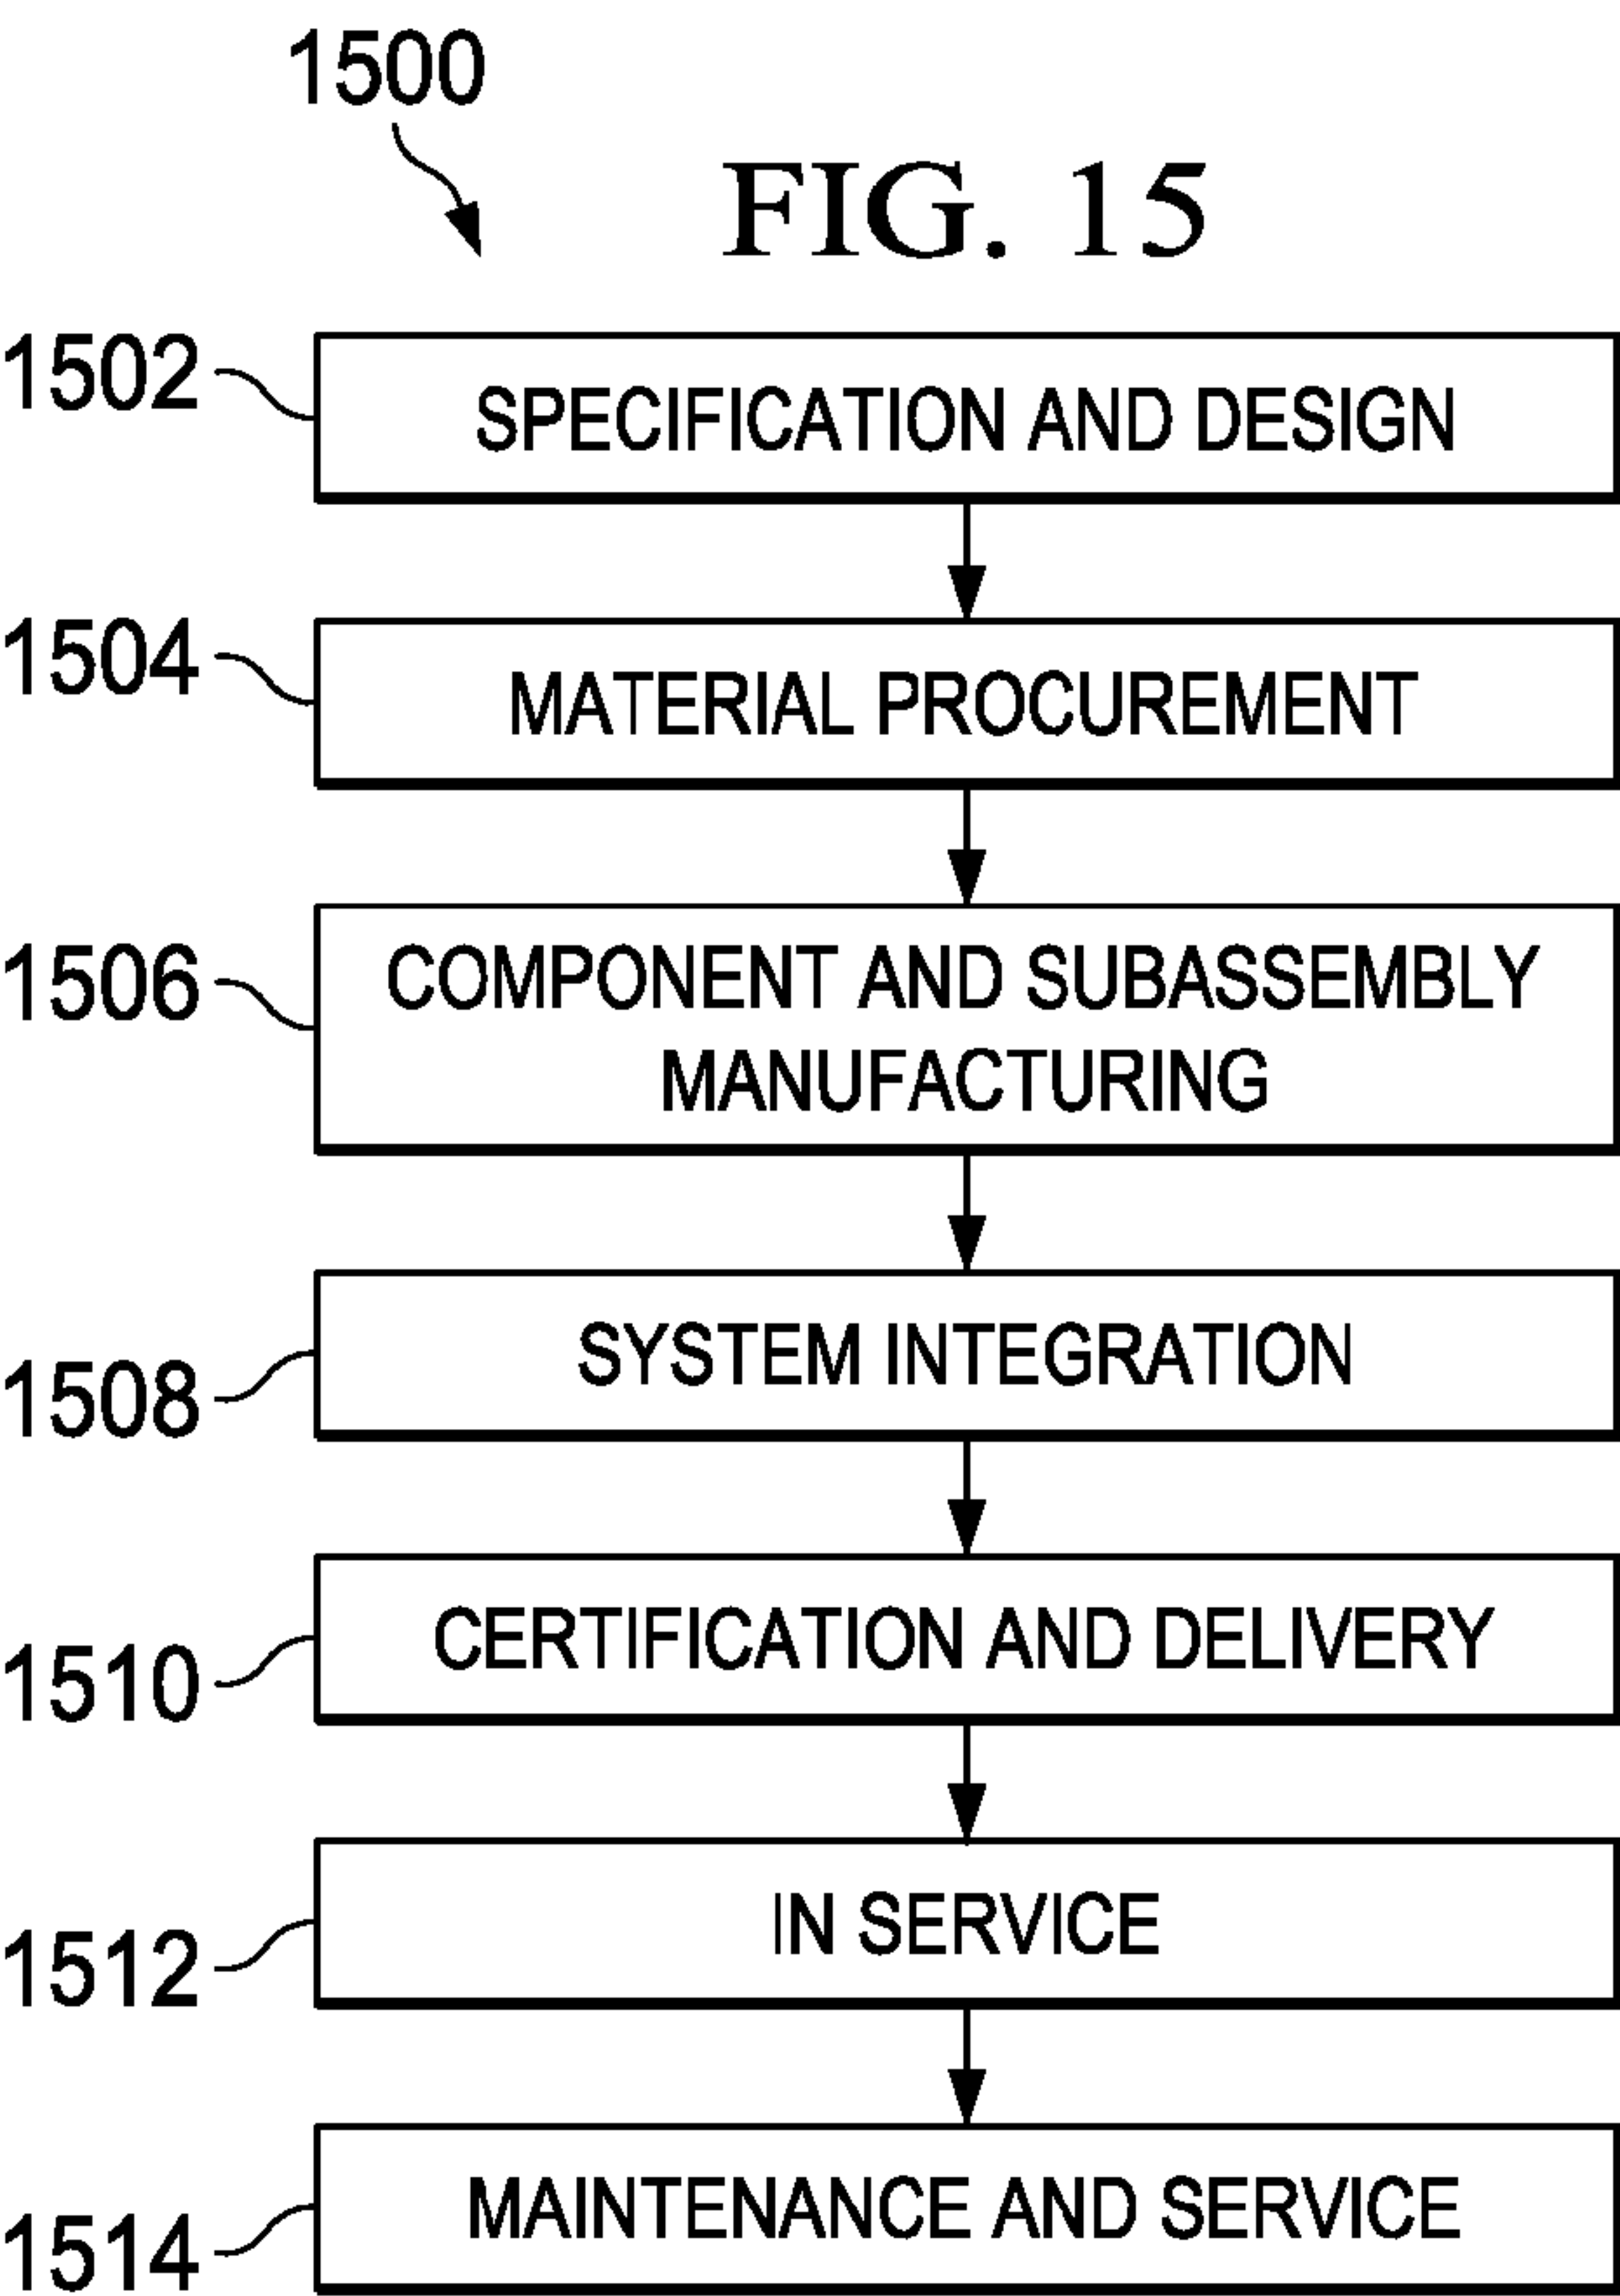 1500
FIG. 15
1502
SPECIFICATION AND DESIGN
1504
MATERIAL PROCUREMENT
1506
COMPONENT AND SUBASSEMBLY
MANUFACTURING
1508
SYSTEM INTEGRATION
1510
CERTIFICATION AND DELIVERY
1512
IN SERVICE
1514
MAINTENANCE AND SERVICE